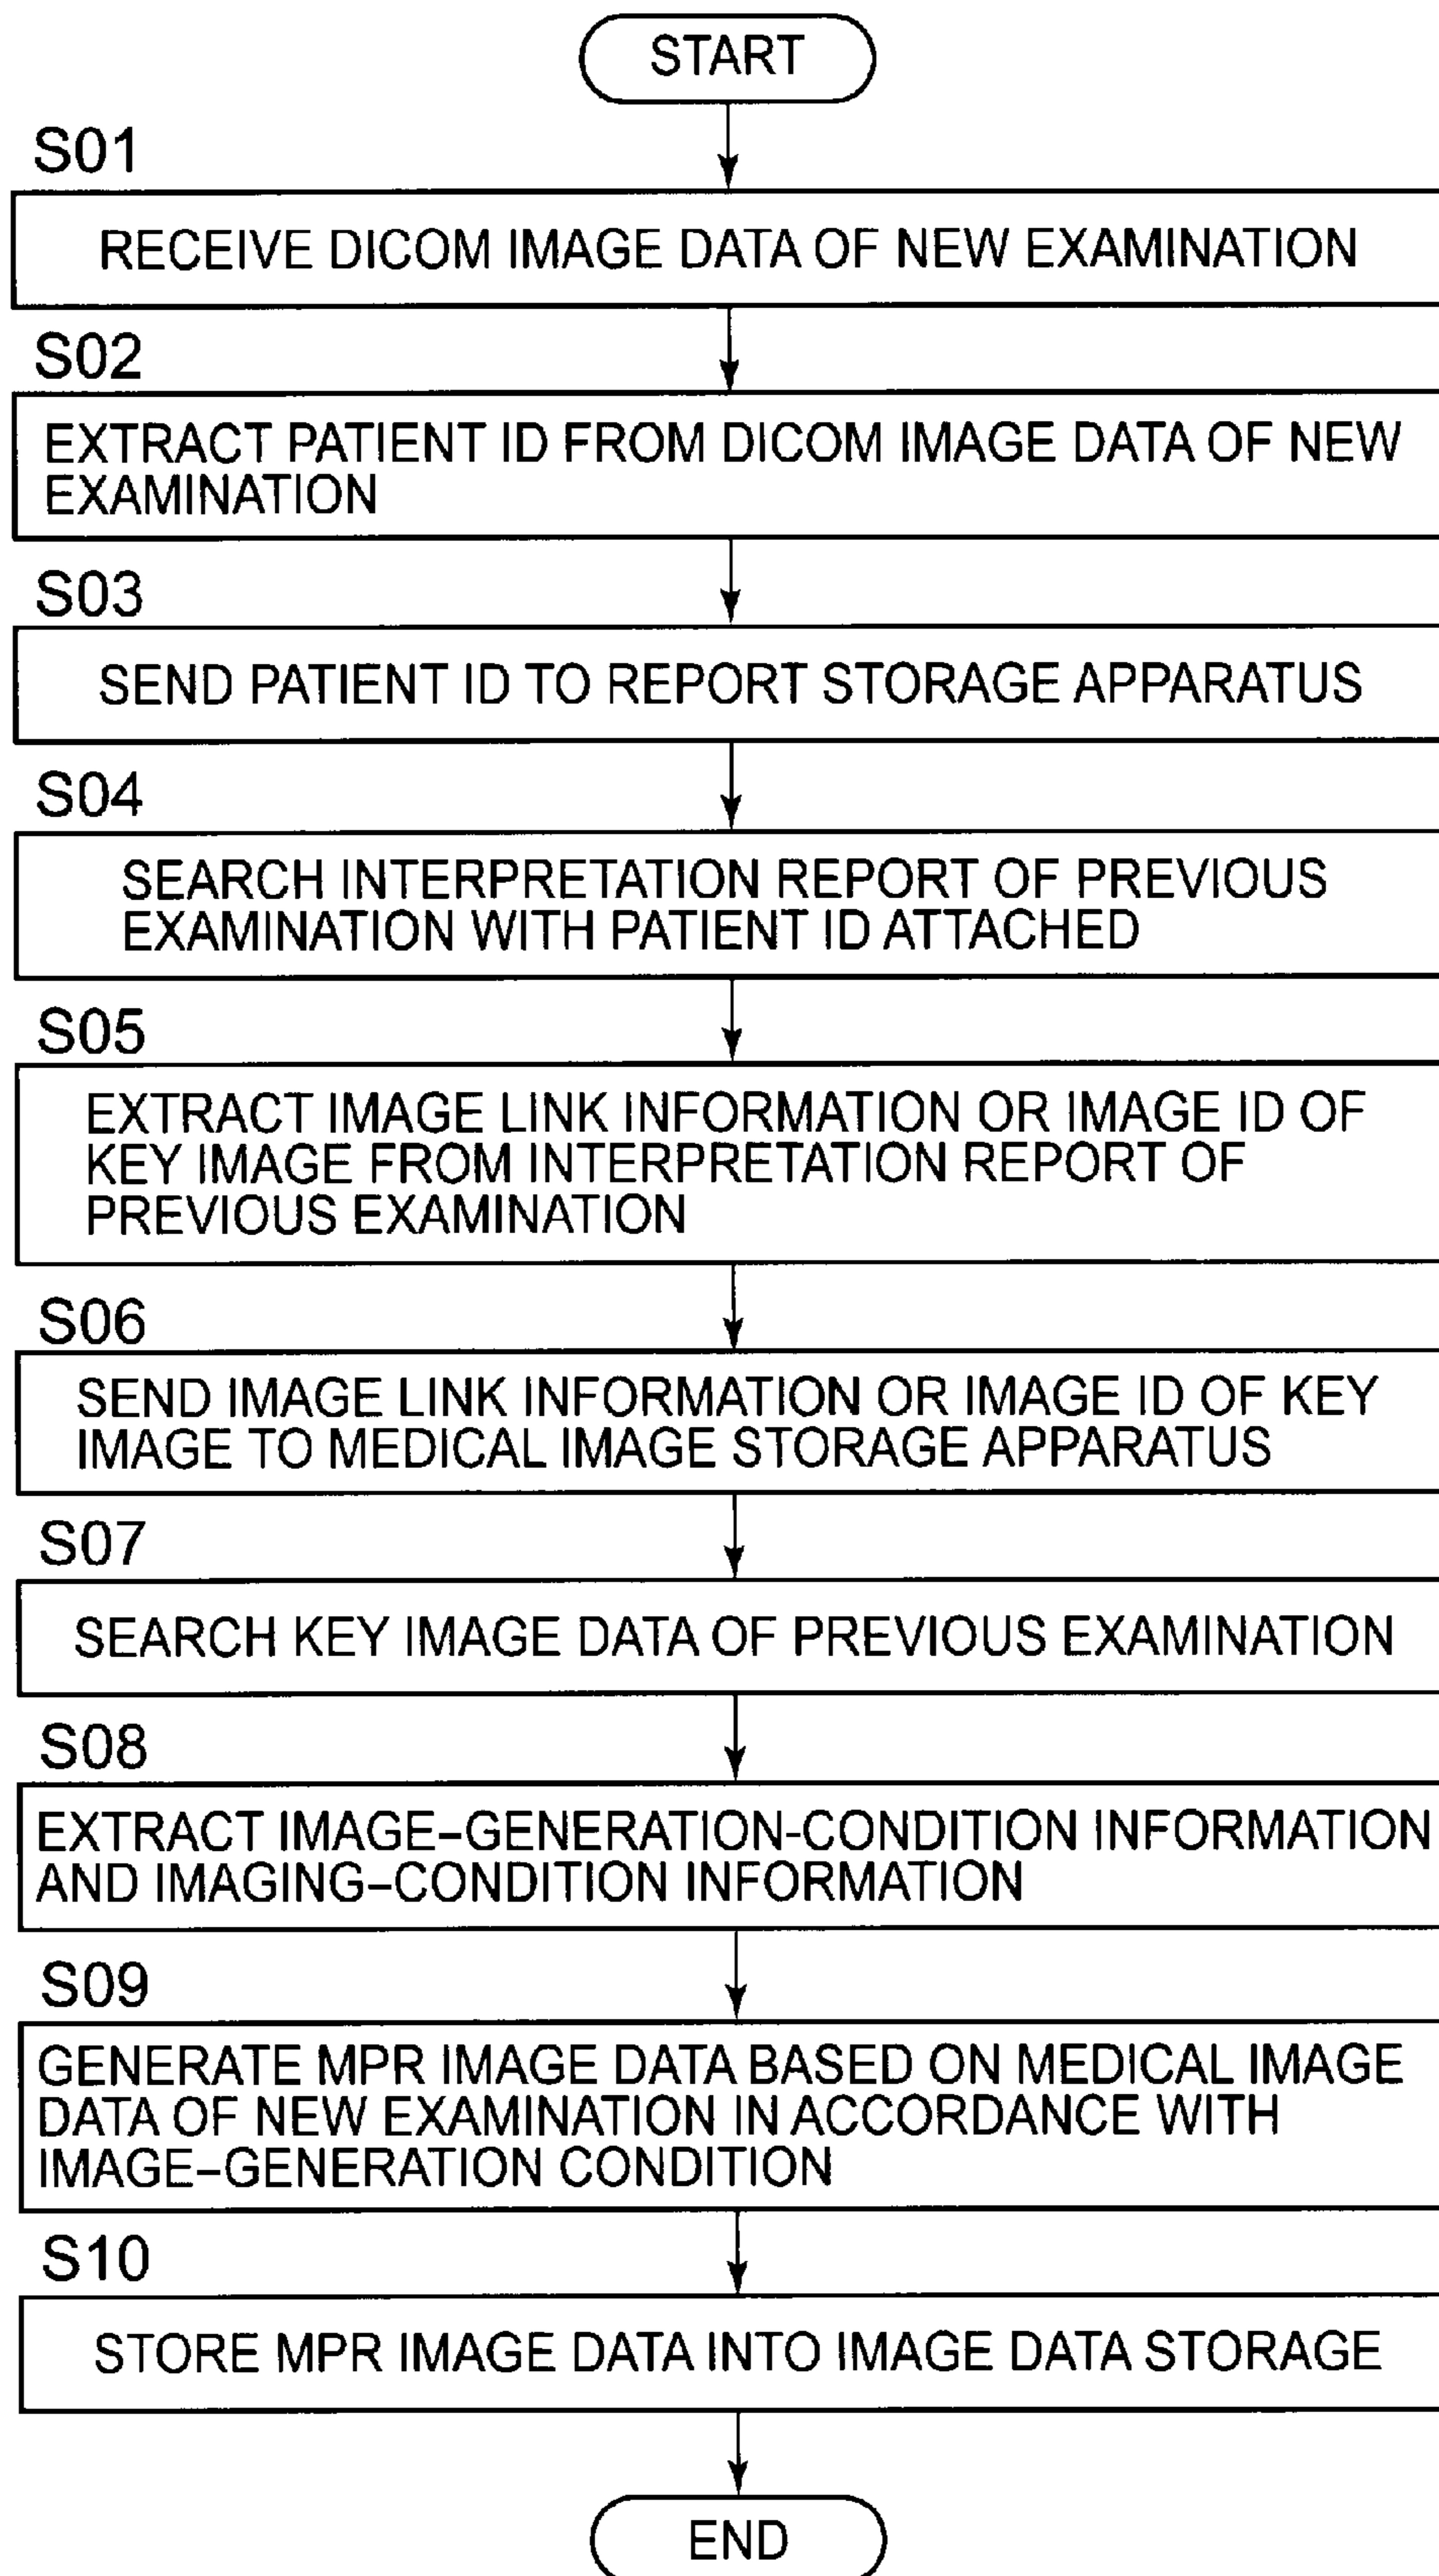 START
S01
RECEIVE DICOM IMAGE DATA OF NEW EXAMINATION
S02
EXTRACT PATIENT ID FROM DICOM IMAGE DATA OF NEW
EXAMINATION
S03
SEND PATIENT ID TO REPORT STORAGE APPARATUS
S04
SEARCH INTERPRETATION REPORT OF PREVIOUS
EXAMINATION WITH PATIENT ID ATTACHED
S05
EXTRACT IMAGE LINK INFORMATION OR IMAGE ID OF
KEY IMAGE FROM INTERPRETATION REPORT OF
PREVIOUS EXAMINATION
S06
SEND IMAGE LINK INFORMATION OR IMAGE ID OF KEY
IMAGE TO MEDICAL IMAGE STORAGE APPARATUS
S07
SEARCH KEY IMAGE DATA OF PREVIOUS EXAMINATION
S08
EXTRACT IMAGE–GENERATION-CONDITION INFORMATION
AND IMAGING–CONDITION INFORMATION
S09
GENERATE MPR IMAGE DATA BASED ON MEDICAL IMAGE
DATA OF NEW EXAMINATION IN ACCORDANCE WITH
IMAGE–GENERATION CONDITION
S10
STORE MPR IMAGE DATA INTO IMAGE DATA STORAGE
END